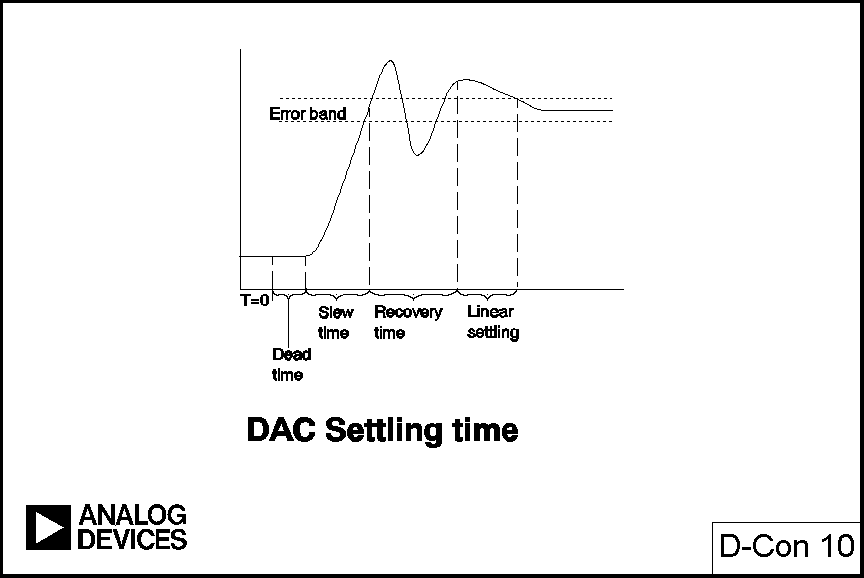 Error band
T=0
Slew
time
Recovery
time
Linear
settling
Dead
time
DAC Settling time
ANALOG
DEVICES
D-Con 10